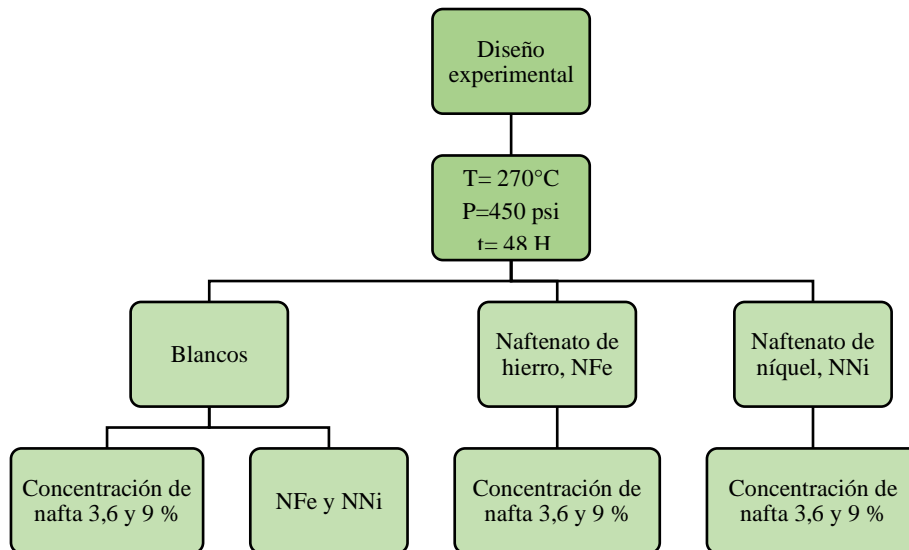 Diseño
experimental
T= 270°C
P=450 psi
t= 48 H
Blancos
Naftenato de
hierro, NFe
Naftenato de
níquel, NNi
Concentración de
nafta 3,6 y 9 %
NFe y NNi
Concentración de
nafta 3,6 y 9 %
Concentración de
nafta 3,6 y 9 %